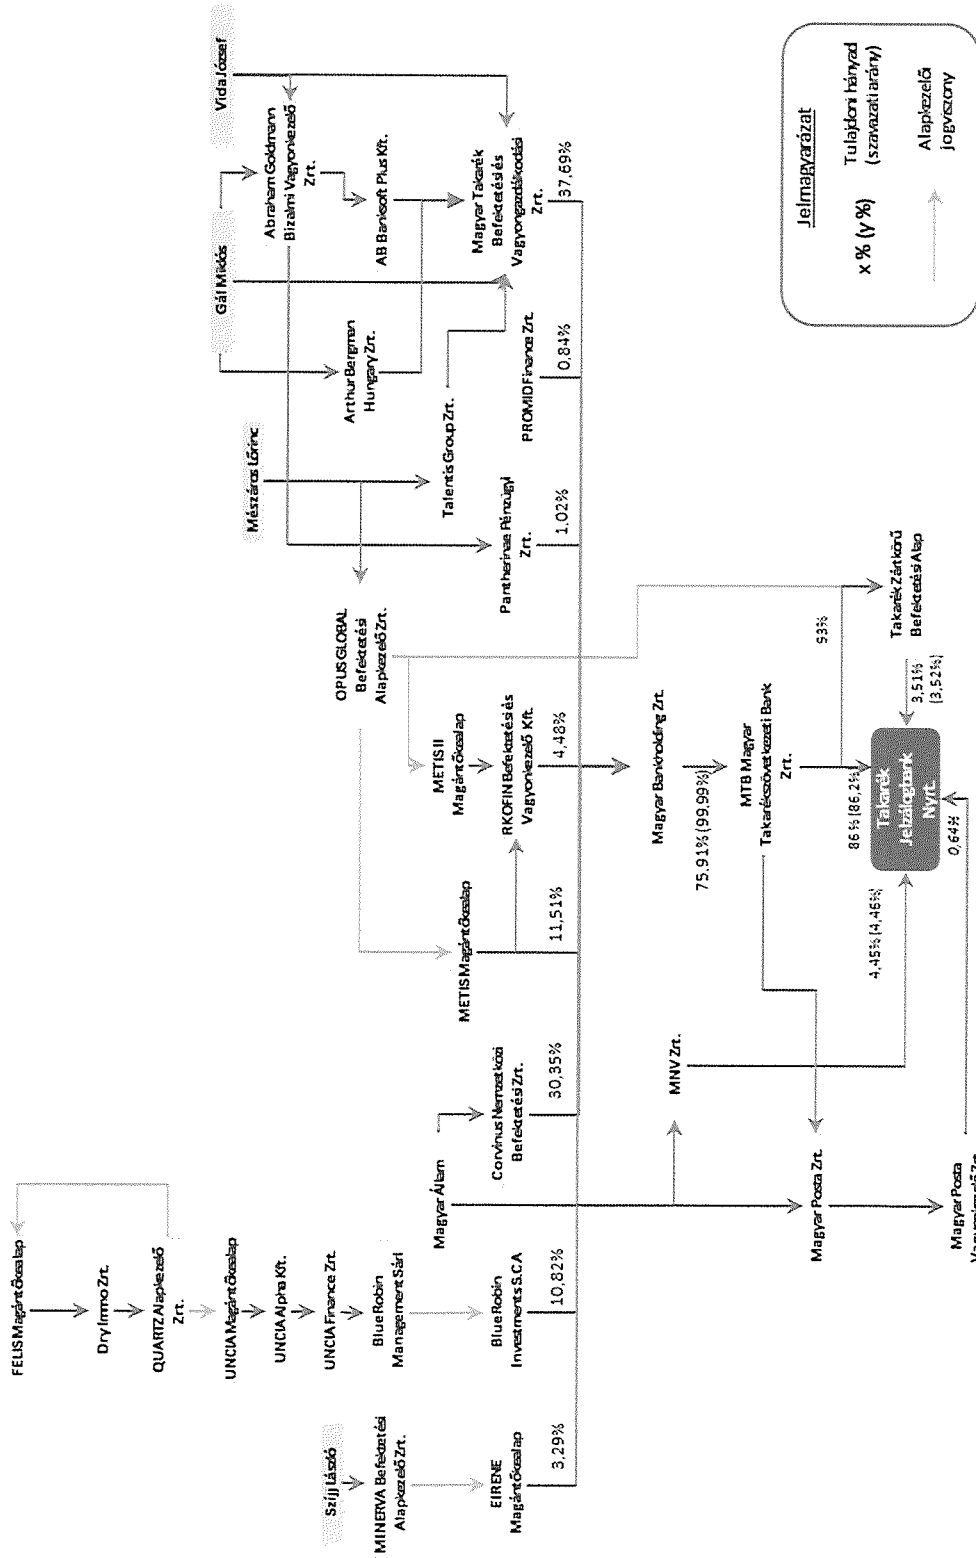 FELIS Magántőkealap
Dry Immo Zrt.
QUARTZ Alapkezelő
Zrt.
UNCIA Magántőkealap
UNCIA Alpha Kft.
UNCIA Finance Zrt.
Blue Robin
Management Sárl
Blue Robin
Investments S.C.A
10,82%
Szíjj László
MINERVA Befektetési
Alapkezelő Zrt.
EIRENE
Magántőkealap
3,29%
Magyar Állam
Corvinus Nemzetközi
Befektetési Zrt.
30,35%
MNV Zrt.
Magyar Posta Zrt.
Magyar Posta
OPUS GLOBAL
Befektetési
Alapkezelő Zrt.
METIS Magántőkealap
11,51%
METIS II
Magántőkealap
RKOFIN Befektetési és
Vagyonkezelő Kft.
4,48%
Mészáros Lőrinc
Talentis Group Zrt.
Pantherinae Pénzügyi
Zrt.
1,02%
Gál Miklós
Arthur Bergman
Hungary Zrt.
PROMID Finance Zrt.
0,84%
Vida József
Abraham Goldmann
Bizalmi Vagyonkezelő
Zrt.
AB Banksoft Plus Kft.
Magyar Takarék
Befektetési és
Vagyongazdálkodási
Zrt.
37,69%
Magyar Bankholding Zrt.
75.91% (99,99%)
MTB Magyar
Takarékszövetkezeti Bank
Zrt.
93%
86% (86,2%)
Takarék
Jelzálogbank
Nyrt.
4,45% (4,46%)
0,64%
3,51%
(3,52%)
Takarék Zártkörű
Befektetési Alap
Jelmagyarázat
x % (y %)
Tulajdoni hányad
(szavazati arány)
Alapkezelői
jogviszony